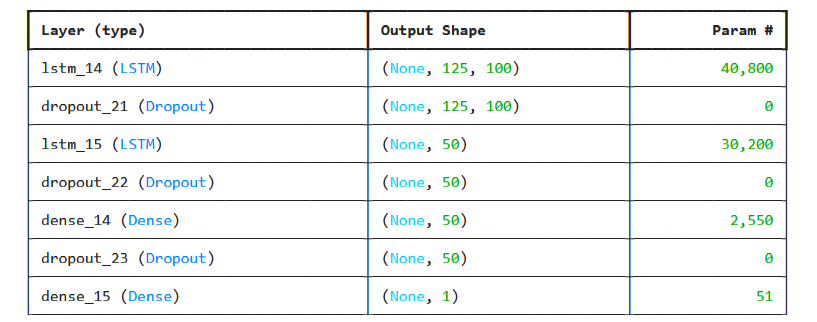 Layer (type) Output Shape Param #
lstm_14 (LSTM) (None, 125, 100) 40,800
dropout_21 (Dropout) (None, 125, 100) 0
lstm_15 (LSTM) (None, 50) 30,200
dropout_22 (Dropout) (None, 50) 0
dense_14 (Dense) (None, 50) 2,550
dropout_23 (Dropout) (None, 50) 0
dense_15 (Dense) (None, 1) 51